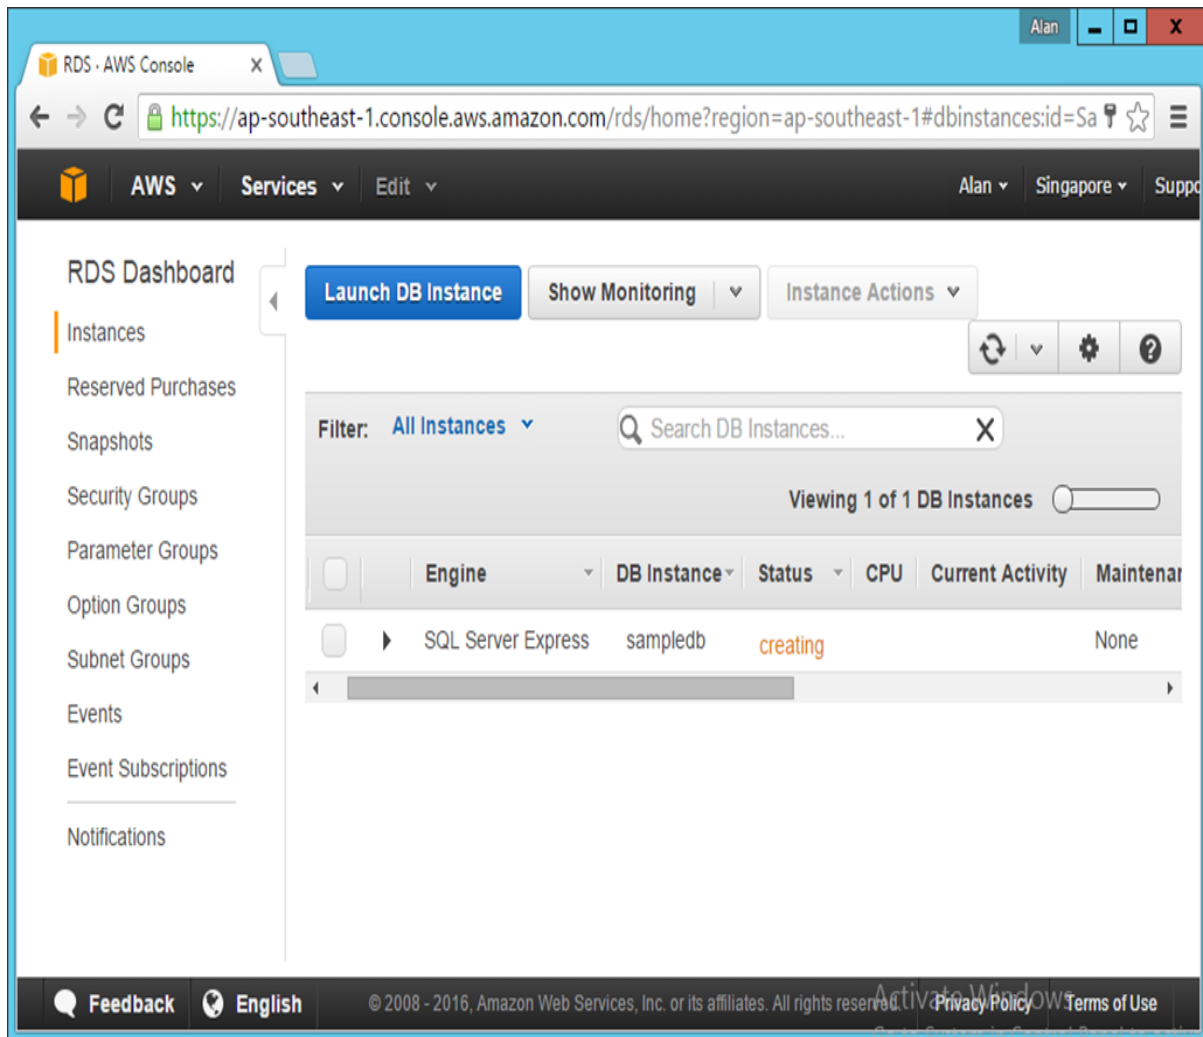 Alan
RDS · AWS Console
https://ap-southeast-1.console.aws.amazon.com/rds/home?region=ap-southeast-1#dbinstances:id=Sa
AWS Services Edit Alan Singapore Suppo
RDS Dashboard
Instances
Reserved Purchases
Snapshots
Security Groups
Parameter Groups
Option Groups
Subnet Groups
Events
Event Subscriptions
Notifications
Launch DB Instance Show Monitoring Instance Actions
Filter: All Instances Search DB Instances... X
Viewing 1 of 1 DB Instances
Engine DB Instance Status CPU Current Activity Maintenan
SQL Server Express sampledb creating None
Feedback English © 2008 - 2016, Amazon Web Services, Inc. or its affiliates. All rights reserved. Privacy Policy Terms of Use
Activate Windows